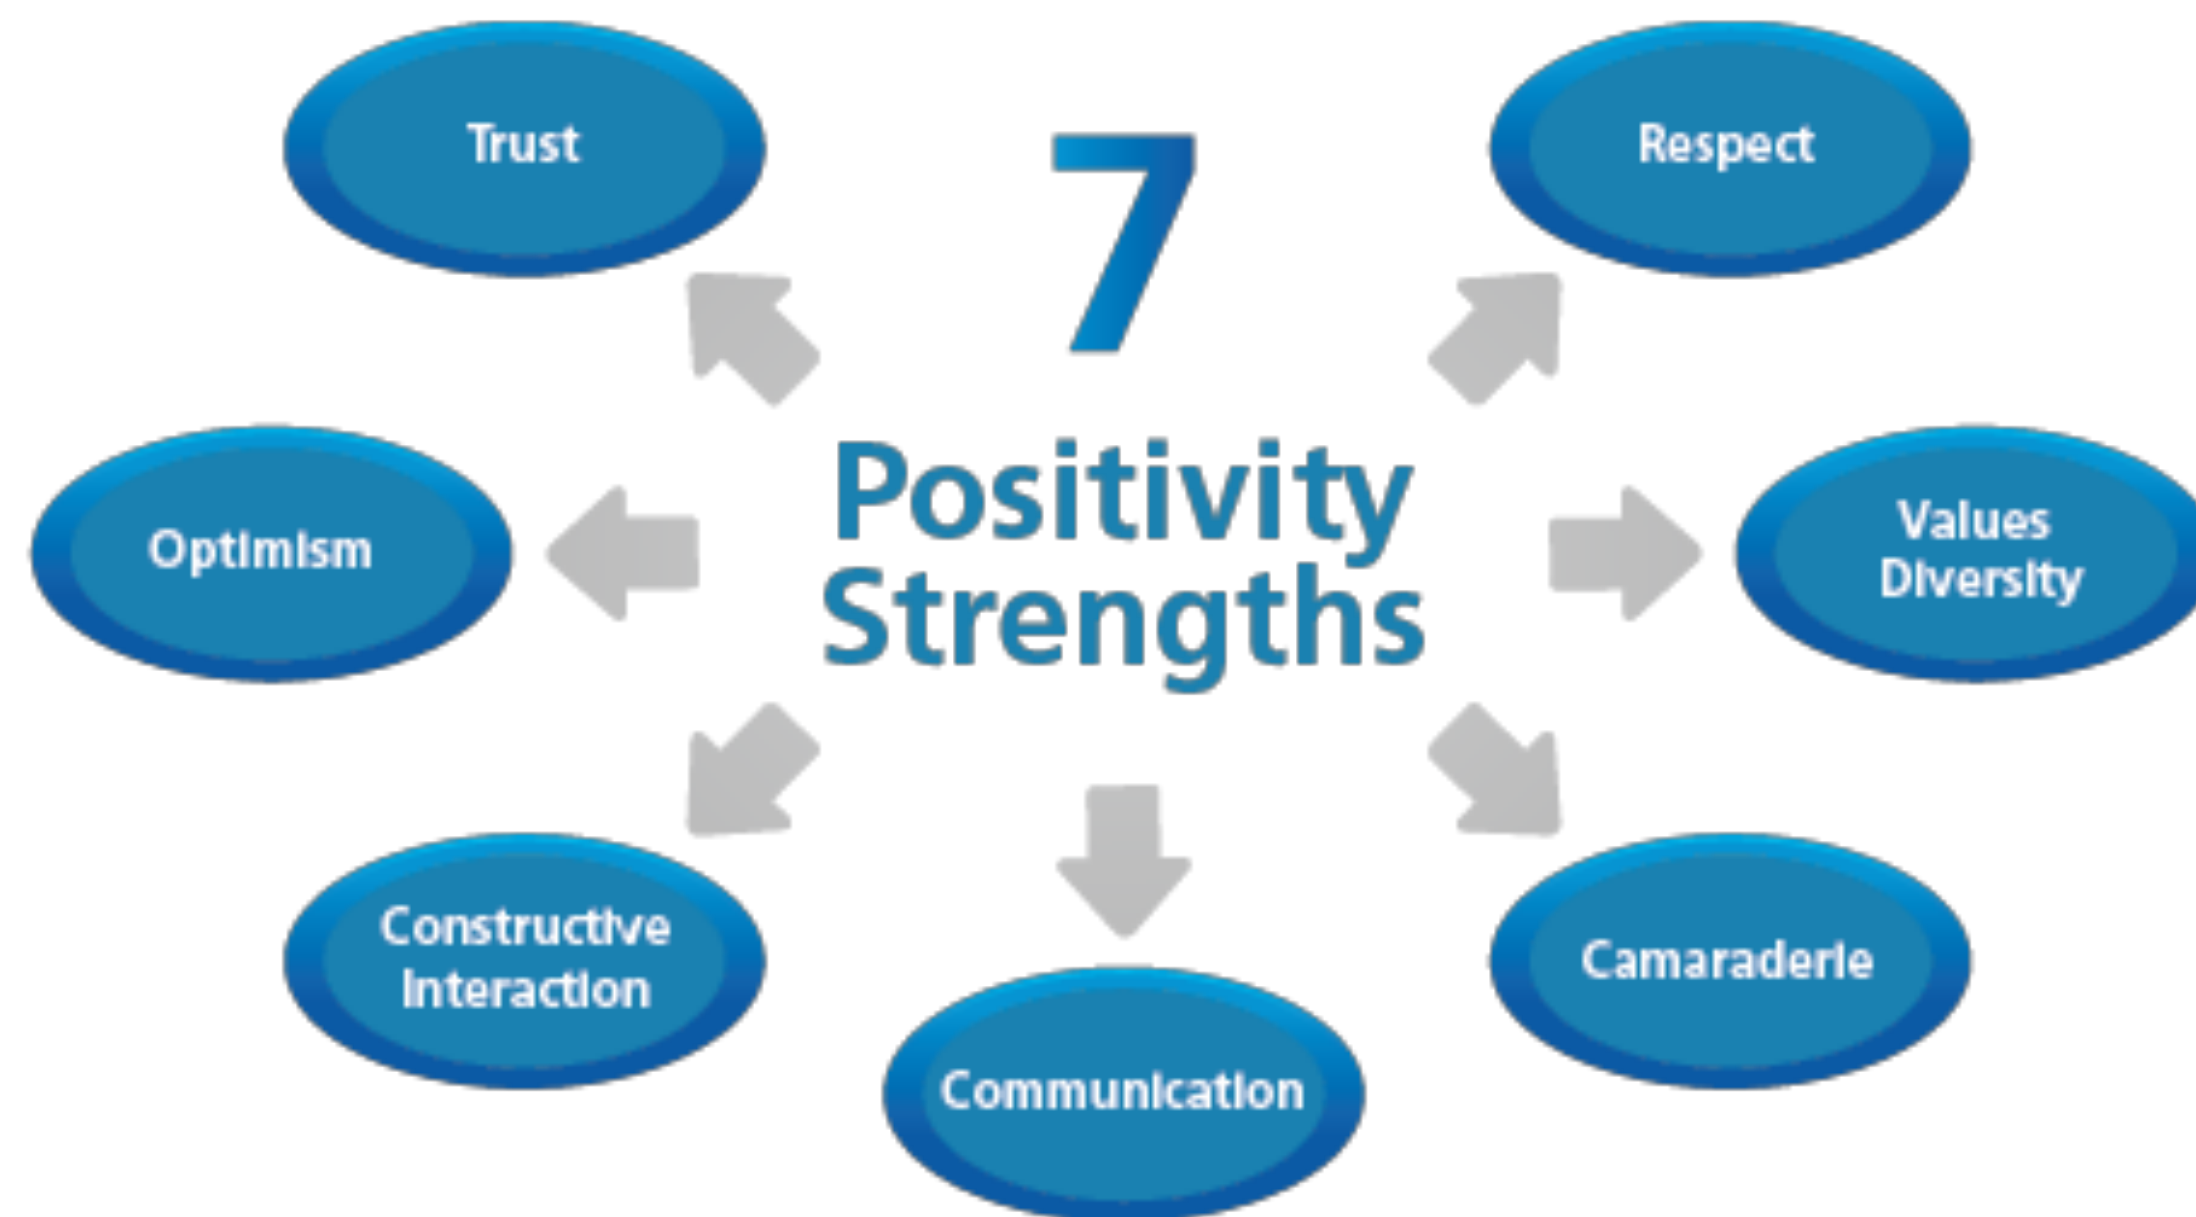 7
Positivity
Strengths
Trust
Respect
Optimism
Values
Diversity
Constructive
Interaction
Camaraderie
Communication